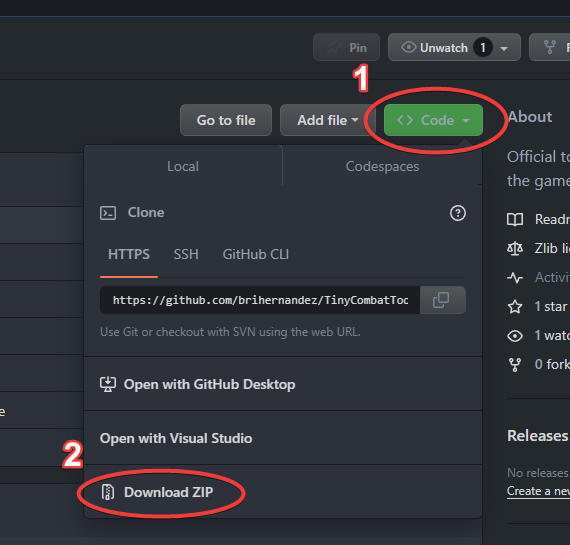 Pin
Unwatch 1
1
Go to file
Add file
Code
About
Local
Codespaces
Official to
the game
Clone
HTTPS
SSH
GitHub CLI
Readm
Zlib lic
Activi
https://github.com/brihernandez/TinyCombatToo
1 star
Use Git or checkout with SVN using the web URL.
1 watc
0 fork
Open with GitHub Desktop
e
Open with Visual Studio
Releases
2
Download ZIP
No releases
Create a new